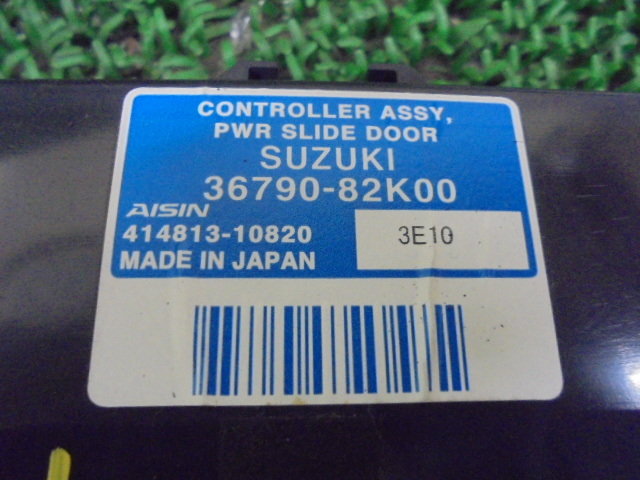 CONTROLLER ASSY,
PWR SLIDE DOOR
SUZUKI
36790-82K00
AISIN
414813-10820
3E10
MADE IN JAPAN